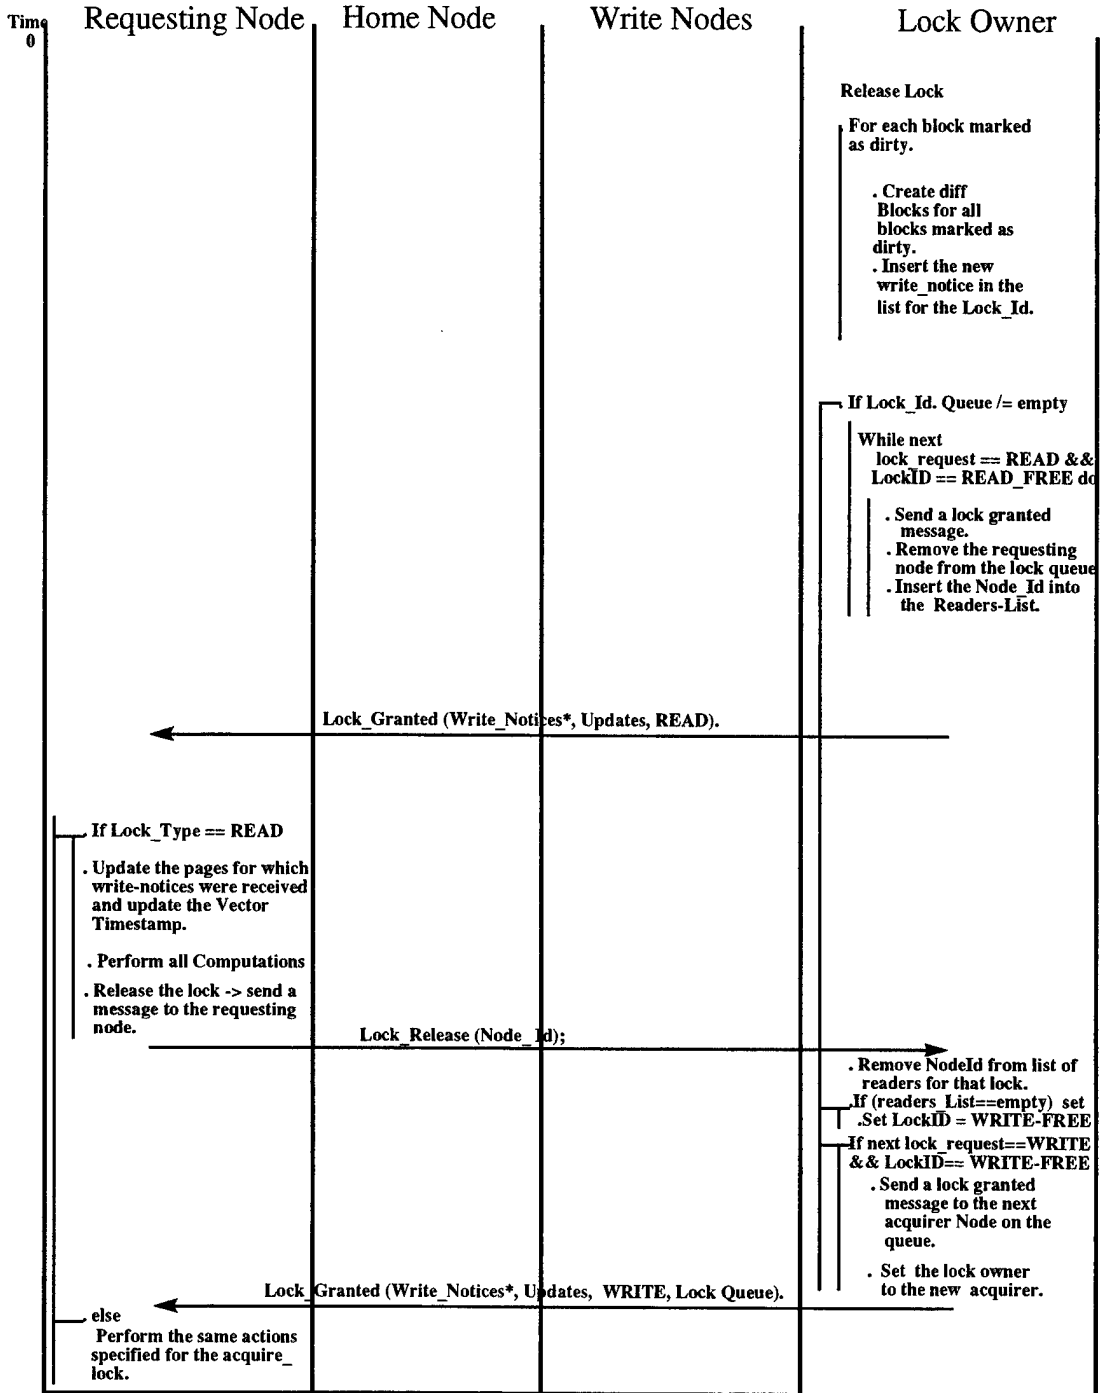 Time
0
Requesting Node
Home Node
Write Nodes
Lock Owner
Release Lock
For each block marked
as dirty.
. Create diff
Blocks for all
blocks marked as
dirty.
. Insert the new
write_notice in the
list for the Lock_Id.
. If Lock_Id. Queue /= empty
While next
lock_request == READ &&
LockID == READ_FREE do
. Send a lock granted
message.
. Remove the requesting
node from the lock queue
. Insert the Node_Id into
the Readers-List.
Lock_Granted (Write_Notices*, Updates, READ).
. If Lock_Type == READ
. Update the pages for which
write-notices were received
and update the Vector
Timestamp.
. Perform all Computations
. Release the lock -> send a
message to the requesting
node.
Lock_Release (Node_Id);
. Remove NodeId from list of
readers for that lock.
.If (readers_List==empty) set
.Set LockID = WRITE-FREE
If next lock_request==WRITE
&& LockID== WRITE-FREE
. Send a lock granted
message to the next
acquirer Node on the
queue.
. Set the lock owner
to the new acquirer.
Lock_Granted (Write_Notices*, Updates, WRITE, Lock Queue).
. else
Perform the same actions
specified for the acquire_
lock.